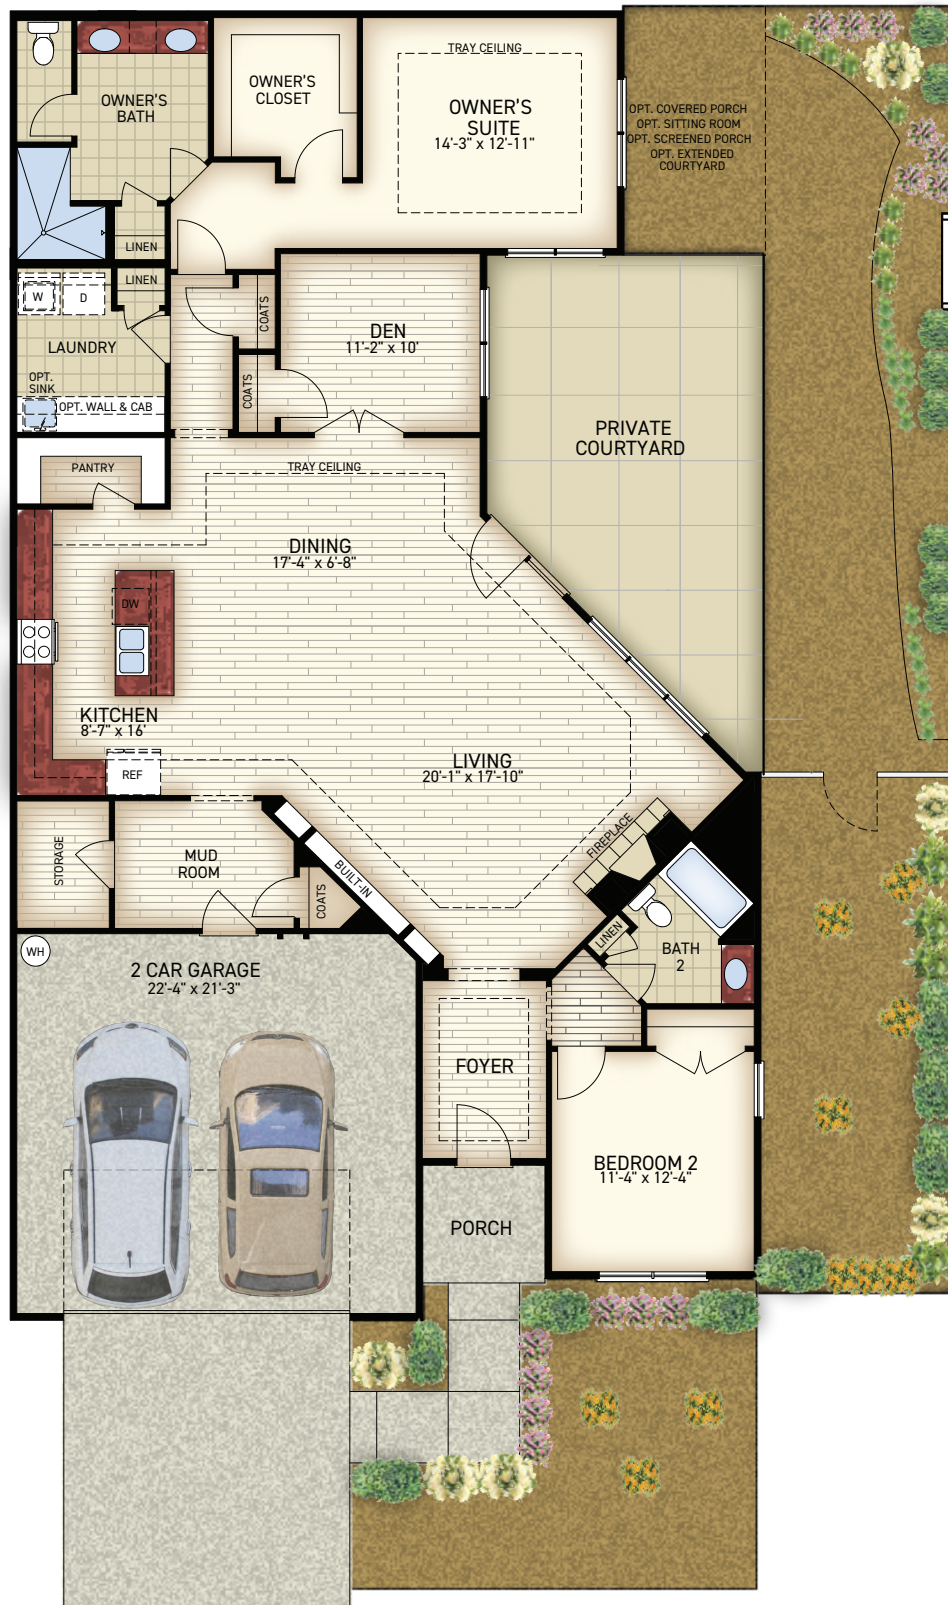 TRAY CEILING
OWNER'S
CLOSET
OWNER'S
BATH
OWNER'S
SUITE
14'-3" x 12'-11"
OPT. COVERED PORCH
OPT. SITTING ROOM
OPT. SCREENED PORCH
OPT. EXTENDED
COURTYARD
LINEN
LINEN
W
D
COATS
DEN
11'-2" x 10'
LAUNDRY
OPT.
SINK
COATS
OPT. WALL & CAB
PRIVATE
COURTYARD
PANTRY
TRAY CEILING
DINING
17'-4" x 6'-8"
DW
KITCHEN
8'-7" x 16'
REF
LIVING
20'-1" x 17'-10"
FIREPLACE
STORAGE
MUD
ROOM
BUILT-IN
COATS
LINEN
BATH
2
WH
2 CAR GARAGE
22'-4" x 21'-3"
FOYER
BEDROOM 2
11'-4" x 12'-4"
PORCH